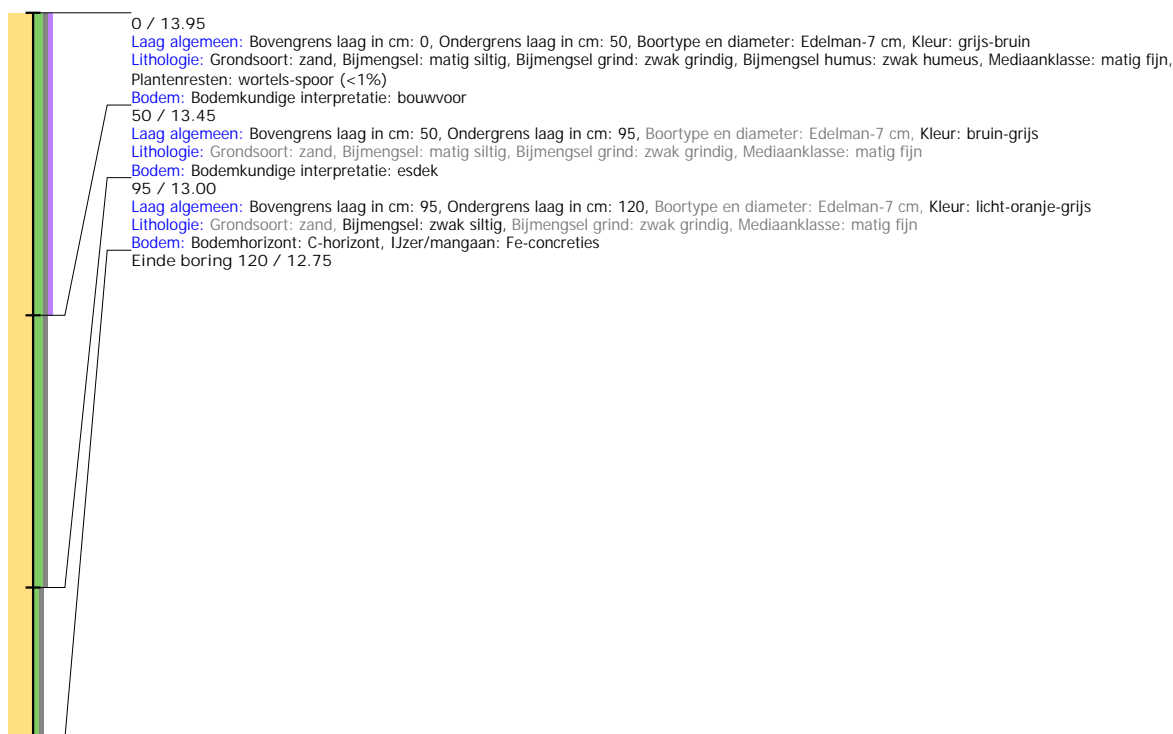 0 / 13.95
Laag algemeen: Bovengrens laag in cm: 0, Ondergrens laag in cm: 50, Boortype en diameter: Edelman-7 cm, Kleur: grijs-bruin
Lithologie: Grondsoort: zand, Bijmengsel: matig siltig, Bijmengsel grind: zwak grindig, Bijmengsel humus: zwak humeus, Mediaanklasse: matig fijn,
Plantenresten: wortels-spoor (<1%)
Bodem: Bodemkundige interpretatie: bouwvoor
50 / 13.45
Laag algemeen: Bovengrens laag in cm: 50, Ondergrens laag in cm: 95, Boortype en diameter: Edelman-7 cm, Kleur: bruin-grijs
Lithologie: Grondsoort: zand, Bijmengsel: matig siltig, Bijmengsel grind: zwak grindig, Mediaanklasse: matig fijn
Bodem: Bodemkundige interpretatie: esdek
95 / 13.00
Laag algemeen: Bovengrens laag in cm: 95, Ondergrens laag in cm: 120, Boortype en diameter: Edelman-7 cm, Kleur: licht-oranje-grijs
Lithologie: Grondsoort: zand, Bijmengsel: zwak siltig, Bijmengsel grind: zwak grindig, Mediaanklasse: matig fijn
Bodem: Bodemhorizont: C-horizont, IJzer/mangaan: Fe-concreties
Einde boring 120 / 12.75